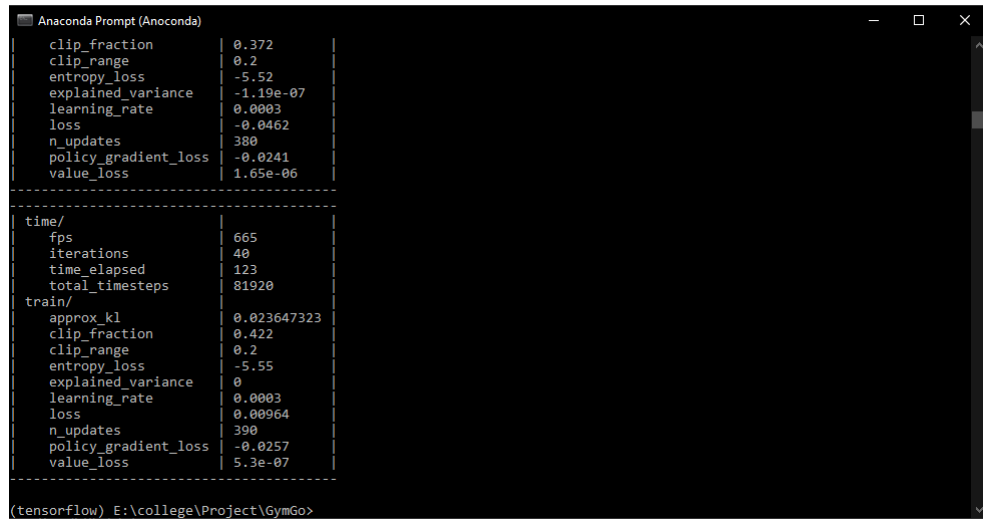 Anaconda Prompt (Anoconda)
| clip_fraction | 0.372 |
| clip_range | 0.2 |
| entropy_loss | -5.52 |
| explained_variance | -1.19e-07 |
| learning_rate | 0.0003 |
| loss | -0.0462 |
| n_updates | 380 |
| policy_gradient_loss | -0.0241 |
| value_loss | 1.65e-06 |
-----------------------------------------
-----------------------------------------
| time/ | |
| fps | 665 |
| iterations | 40 |
| time_elapsed | 123 |
| total_timesteps | 81920 |
| train/ | |
| approx_kl | 0.023647323 |
| clip_fraction | 0.422 |
| clip_range | 0.2 |
| entropy_loss | -5.55 |
| explained_variance | 0 |
| learning_rate | 0.0003 |
| loss | 0.00964 |
| n_updates | 390 |
| policy_gradient_loss | -0.0257 |
| value_loss | 5.3e-07 |
-----------------------------------------
(tensorflow) E:\college\Project\GymGo>